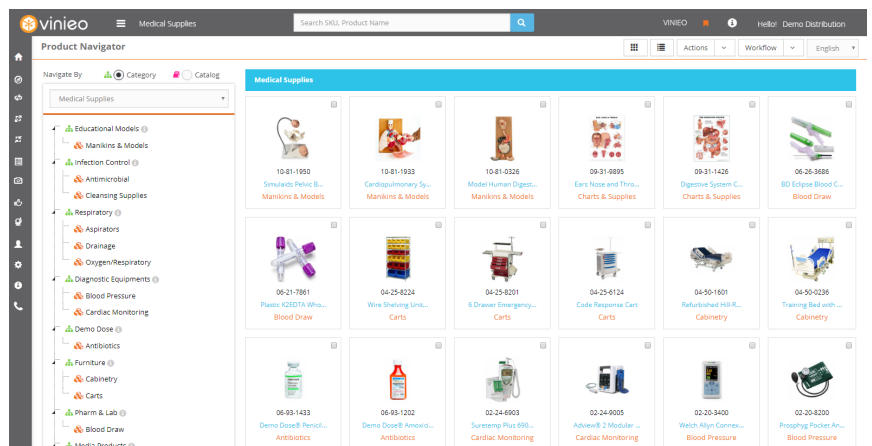 vinieo
Medical Supplies
Search SKU, Product Name
VINIEO
Hello! Demo Distribution
Product Navigator
Actions
Workflow
English
Navigate By
Category
Catalog
Medical Supplies
Educational Models
Manikins & Models
Infection Control
Antimicrobial
Cleansing Supplies
Respiratory
Aspirators
Drainage
Oxygen/Respiratory
Diagnostic Equipments
Blood Pressure
Cardiac Monitoring
Demo Dose
Antibiotics
Furniture
Cabinetry
Carts
Pharm & Lab
Blood Draw
Media Products
Medical Supplies
10-81-1950
Simulaids Pelvic B...
Manikins & Models
10-81-1933
Cardiopulmonary Sy...
Manikins & Models
10-81-0326
Model Human Digest...
Manikins & Models
09-31-9895
Ears Nose and Thro...
Charts & Supplies
09-31-1426
Digestive System C...
Charts & Supplies
06-26-3686
BD Eclipse Blood C...
Blood Draw
06-21-7861
Plastic K2EDTA Who...
Blood Draw
04-25-8224
Wire Shelving Unit...
Carts
04-25-8201
6 Drawer Emergency...
Carts
04-25-6124
Code Response Cart
Carts
04-50-1601
Refurbished Hill-R...
Cabinetry
04-50-0236
Training Bed with ...
Cabinetry
06-93-1433
Demo Dose® Penicil...
Antibiotics
06-93-1202
Demo Dose® Amoxici...
Antibiotics
02-24-6903
Suretemp Plus 690...
Cardiac Monitoring
02-24-9005
Adview® 2 Modular ...
Cardiac Monitoring
02-20-3400
Welch Allyn Connex...
Blood Pressure
02-20-8200
Prosphyg Pocket An...
Blood Pressure